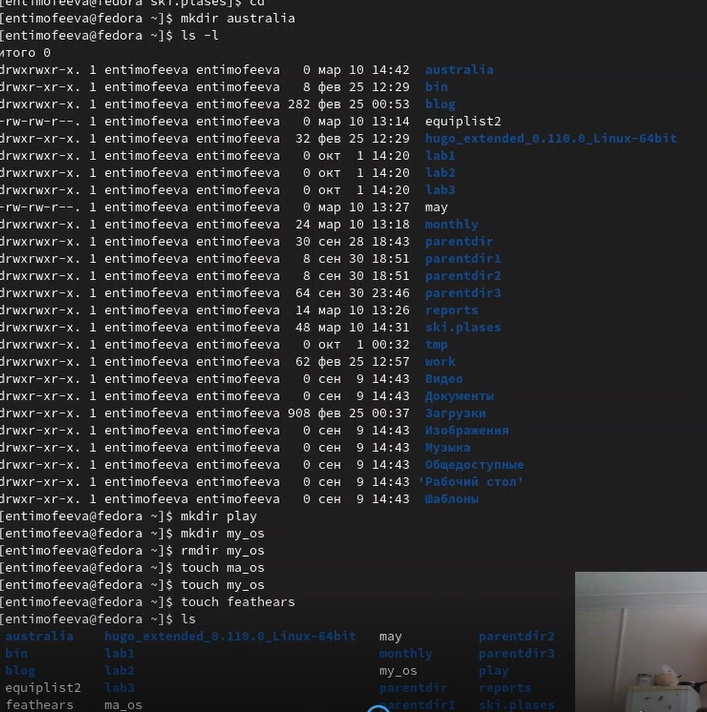 [entimofeeva@fedora ski.plases]$ cd
[entimofeeva@fedora ~]$ mkdir australia
[entimofeeva@fedora ~]$ ls -l
итого 0
drwxrwxr-x. 1 entimofeeva entimofeeva   0 мар 10 14:42  australia
drwxr-xr-x. 1 entimofeeva entimofeeva   8 фев 25 12:29  bin
drwxrwxr-x. 1 entimofeeva entimofeeva 282 фев 25 00:53  blog
-rw-rw-r--. 1 entimofeeva entimofeeva   0 мар 10 13:14  equiplist2
drwxrwxr-xr-x. 1 entimofeeva entimofeeva  32 фев 25 12:29  hugo_extended_0.110.0_Linux-64bit
drwxrwxr-x. 1 entimofeeva entimofeeva   0 окт  1 14:20  lab1
drwxrwxr-x. 1 entimofeeva entimofeeva   0 окт  1 14:20  lab2
drwxrwxr-x. 1 entimofeeva entimofeeva   0 окт  1 14:20  lab3
-rw-rw-r--. 1 entimofeeva entimofeeva   0 мар 10 13:27  may
drwxrwxr-x. 1 entimofeeva entimofeeva  24 мар 10 13:18  monthly
drwxrwxr-x. 1 entimofeeva entimofeeva  30 сен 28 18:43  parentdir
drwxrwxr-x. 1 entimofeeva entimofeeva   8 сен 30 18:51  parentdir1
drwxrwxr-x. 1 entimofeeva entimofeeva   8 сен 30 18:51  parentdir2
drwxrwxr-x. 1 entimofeeva entimofeeva  64 сен 30 23:46  parentdir3
drwxrwxr-x. 1 entimofeeva entimofeeva  14 мар 10 13:26  reports
drwxrwxr-x. 1 entimofeeva entimofeeva  48 мар 10 14:31  ski.plases
drwxrwxr-x. 1 entimofeeva entimofeeva   0 окт  1 00:32  tmp
drwxrwxr-x. 1 entimofeeva entimofeeva  62 фев 25 12:57  work
drwxr-xr-x. 1 entimofeeva entimofeeva   0 сен  9 14:43  Видео
drwxr-xr-x. 1 entimofeeva entimofeeva   0 сен  9 14:43  Документы
drwxr-xr-x. 1 entimofeeva entimofeeva 908 фев 25 00:37  Загрузки
drwxr-xr-x. 1 entimofeeva entimofeeva   0 сен  9 14:43  Изображения
drwxr-xr-x. 1 entimofeeva entimofeeva   0 сен  9 14:43  Музыка
drwxr-xr-x. 1 entimofeeva entimofeeva   0 сен  9 14:43  Общедоступные
drwxr-xr-x. 1 entimofeeva entimofeeva   0 сен  9 14:43 'Рабочий стол'
drwxr-xr-x. 1 entimofeeva entimofeeva   0 сен  9 14:43  Шаблоны
[entimofeeva@fedora ~]$ mkdir play
[entimofeeva@fedora ~]$ mkdir my_os
[entimofeeva@fedora ~]$ rmdir my_os
[entimofeeva@fedora ~]$ touch ma_os
[entimofeeva@fedora ~]$ touch my_os
[entimofeeva@fedora ~]$ touch feathears
[entimofeeva@fedora ~]$ ls
australia   hugo_extended_0.110.0_Linux-64bit   may          parentdir2
bin         lab1                                monthly      parentdir3
blog        lab2                                my_os        play
equiplist2  lab3                                parentdir    reports
feathears   ma_os                               parentdir1   ski.plases